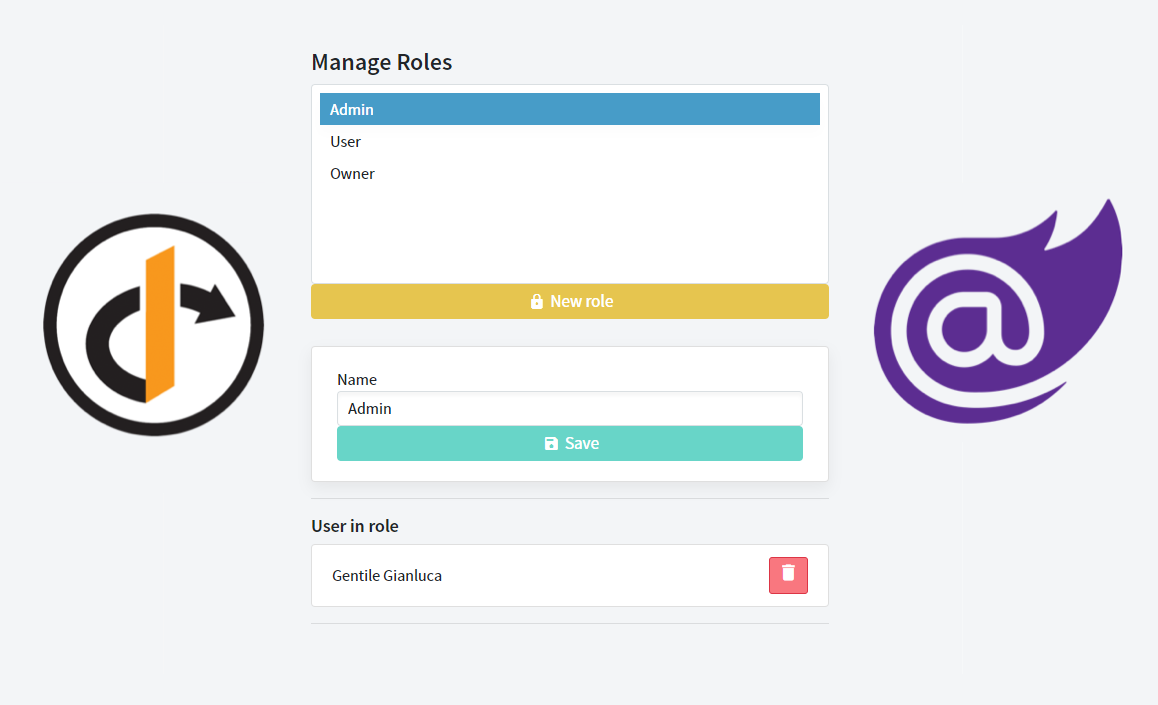 Manage Roles
Admin
User
Owner
New role
Name
Admin
Save
User in role
Gentile Gianluca